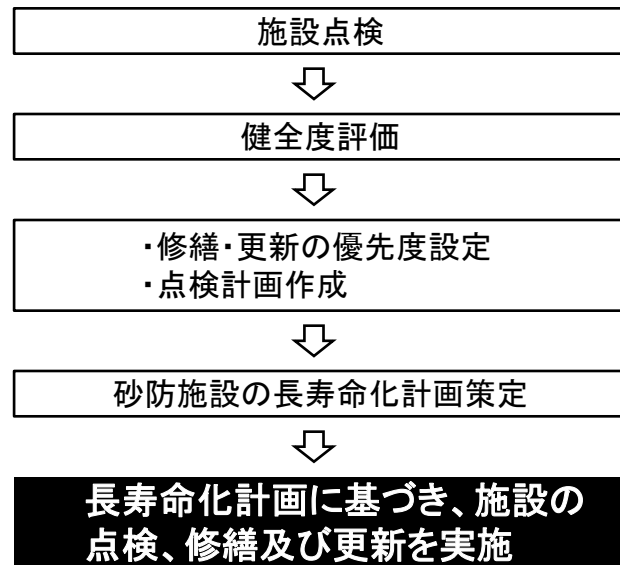 施設点検
健全度評価
・修繕・更新の優先度設定
・点検計画作成
砂防施設の長寿命化計画策定
長寿命化計画に基づき、施設の
点検、修繕及び更新を実施